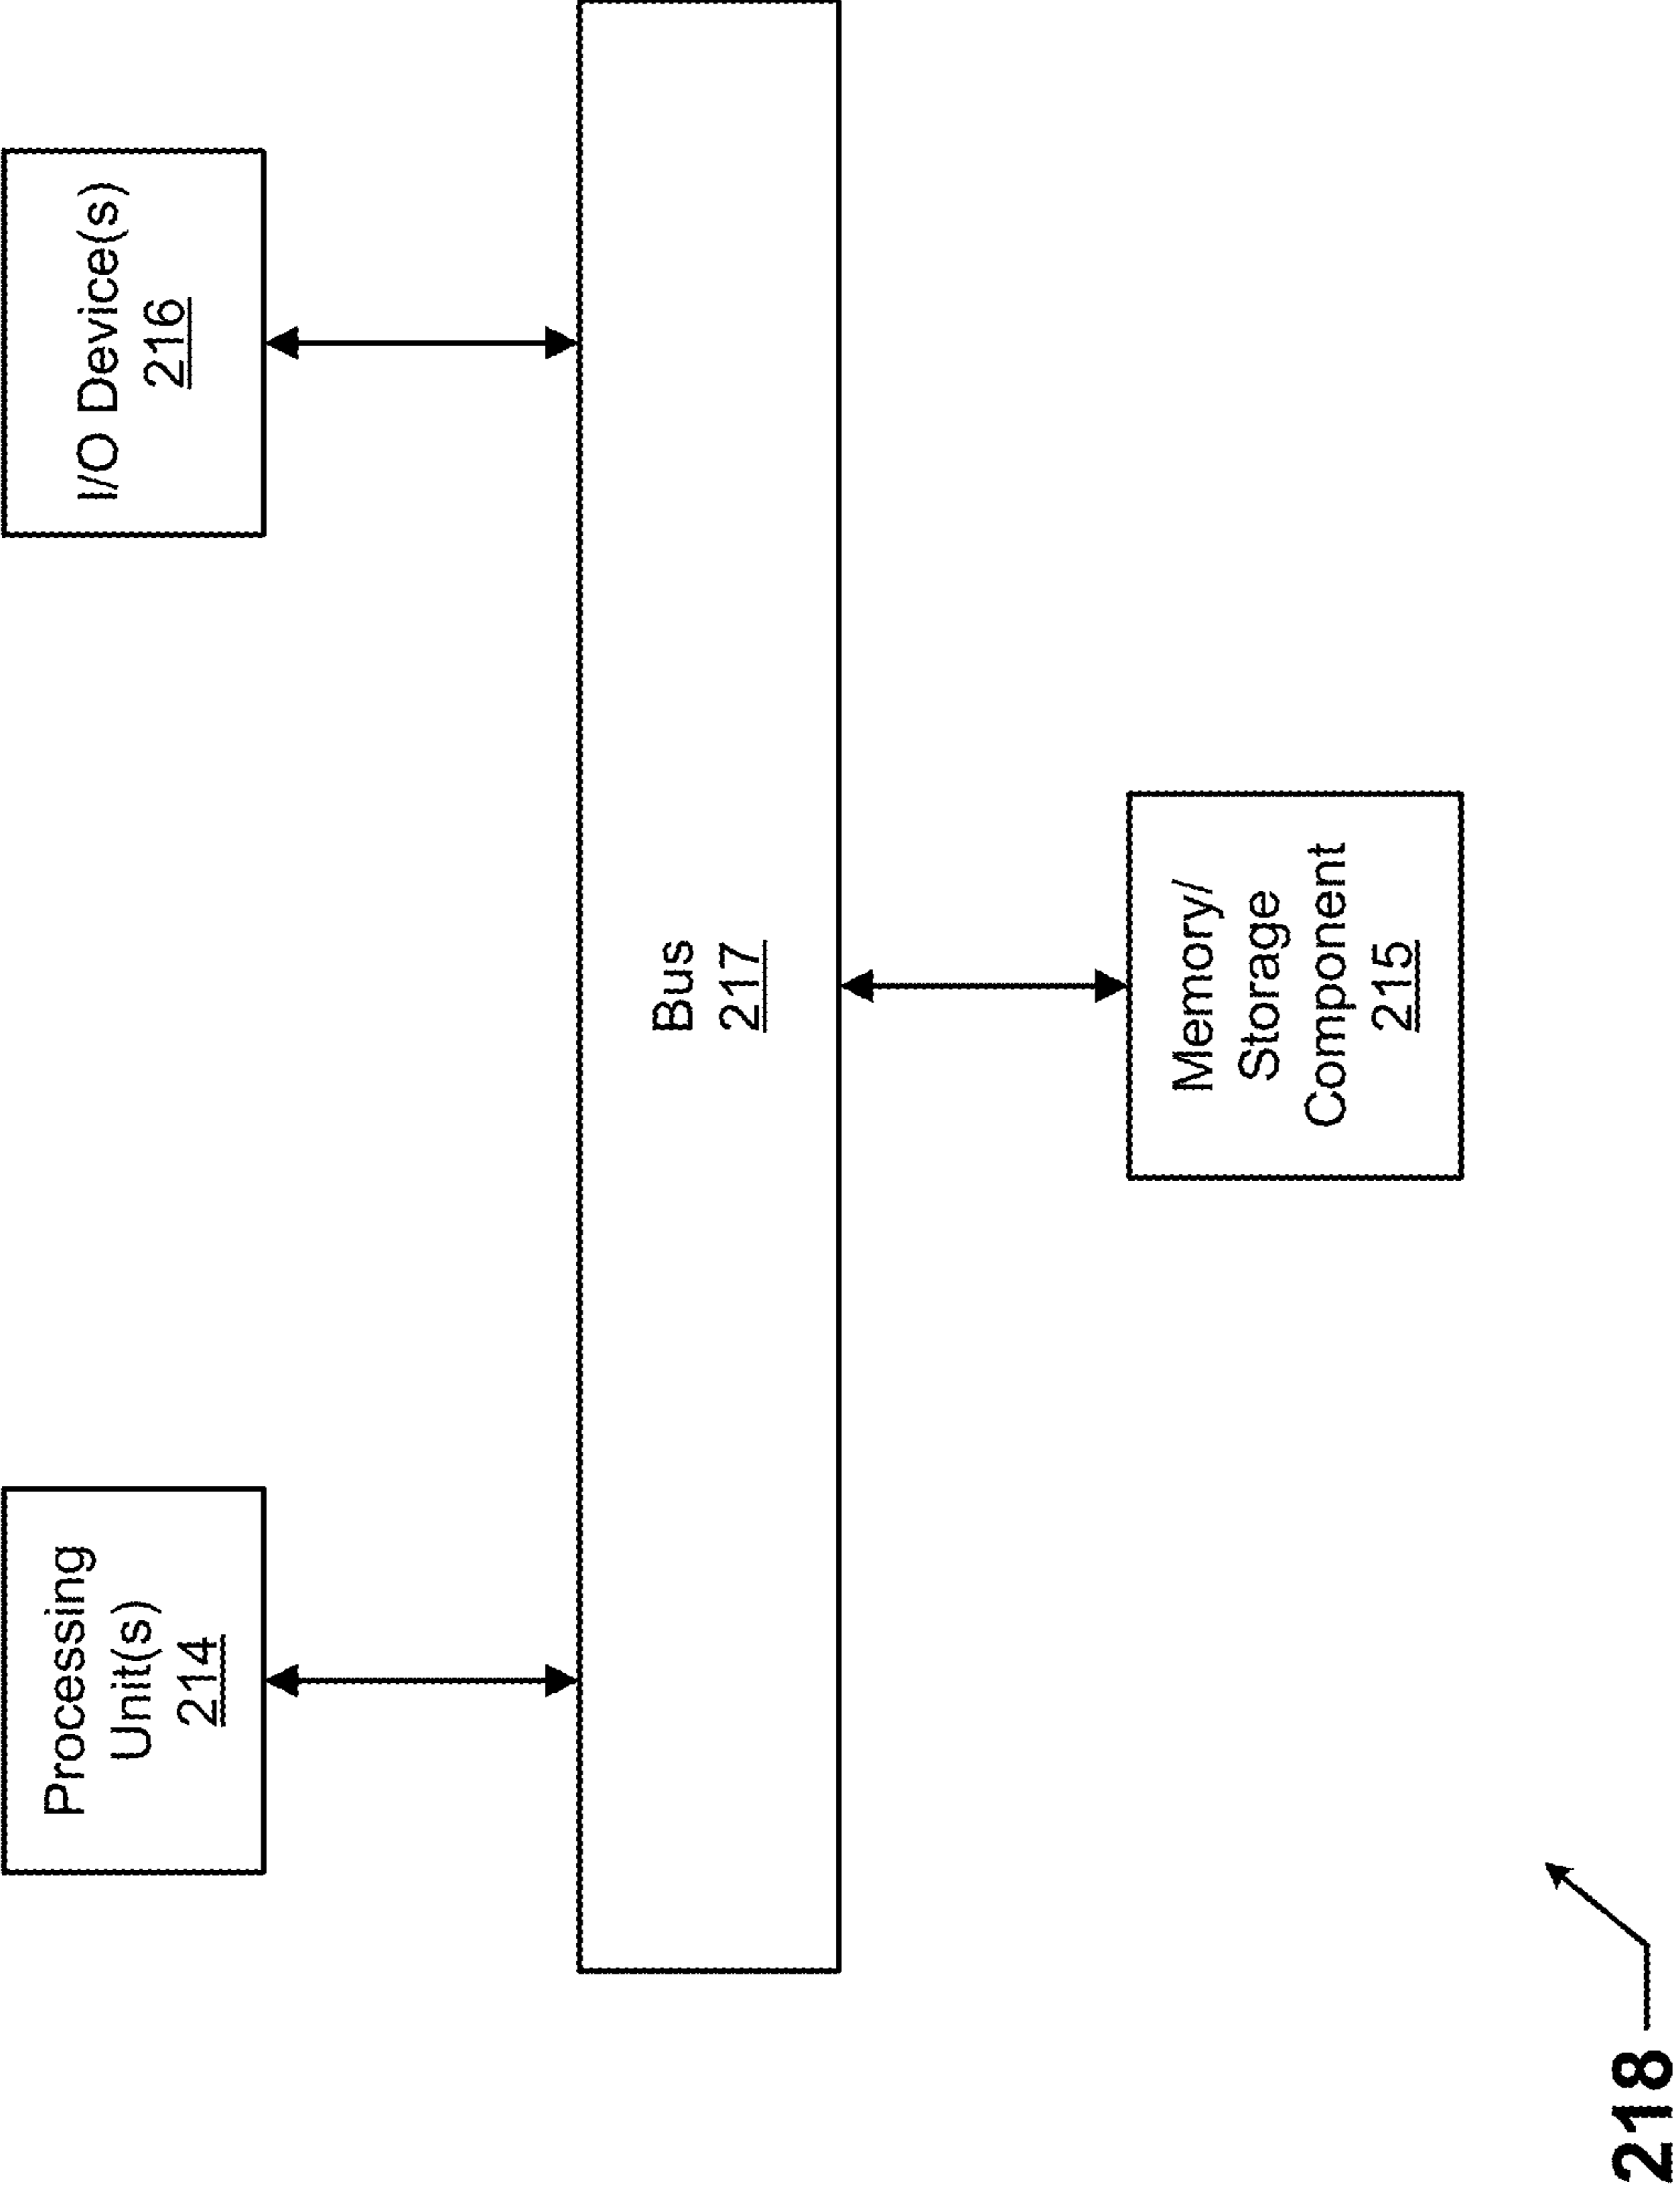 Processing
Unit(s)
214
I/O Device(s)
216
Bus
217
Memory/
Storage
Component
215
218